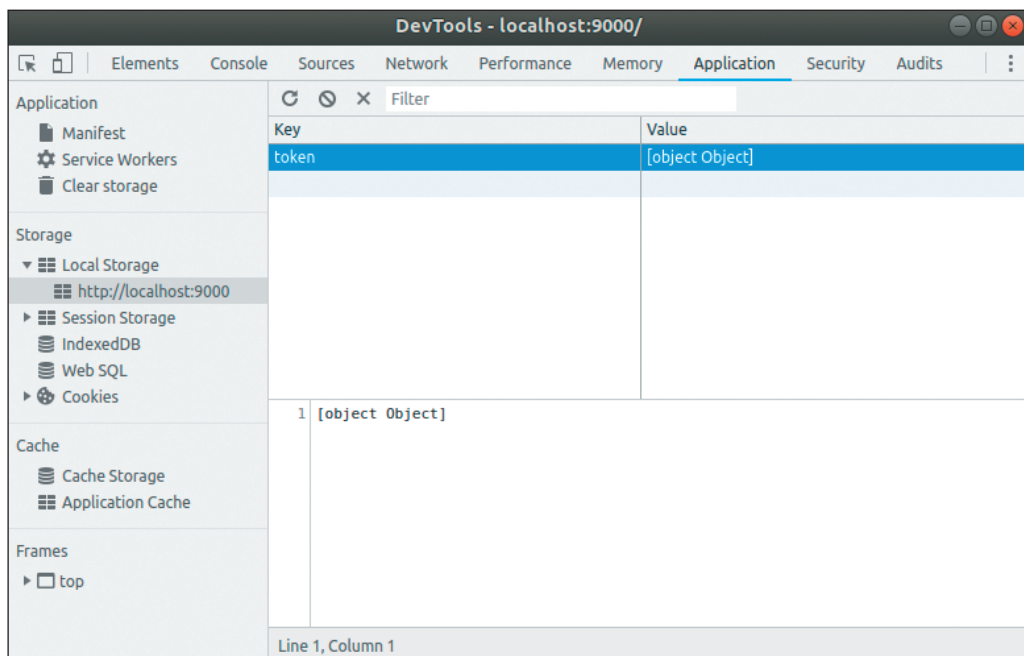 DevTools - localhost:9000/
Elements Console Sources Network Performance Memory Application Security Audits
Application
Manifest
Service Workers
Clear storage
Storage
Local Storage
http://localhost:9000
Session Storage
IndexedDB
Web SQL
Cookies
Cache
Cache Storage
Application Cache
Frames
top
Filter
Key Value
token [object Object]
1 [object Object]
Line 1, Column 1